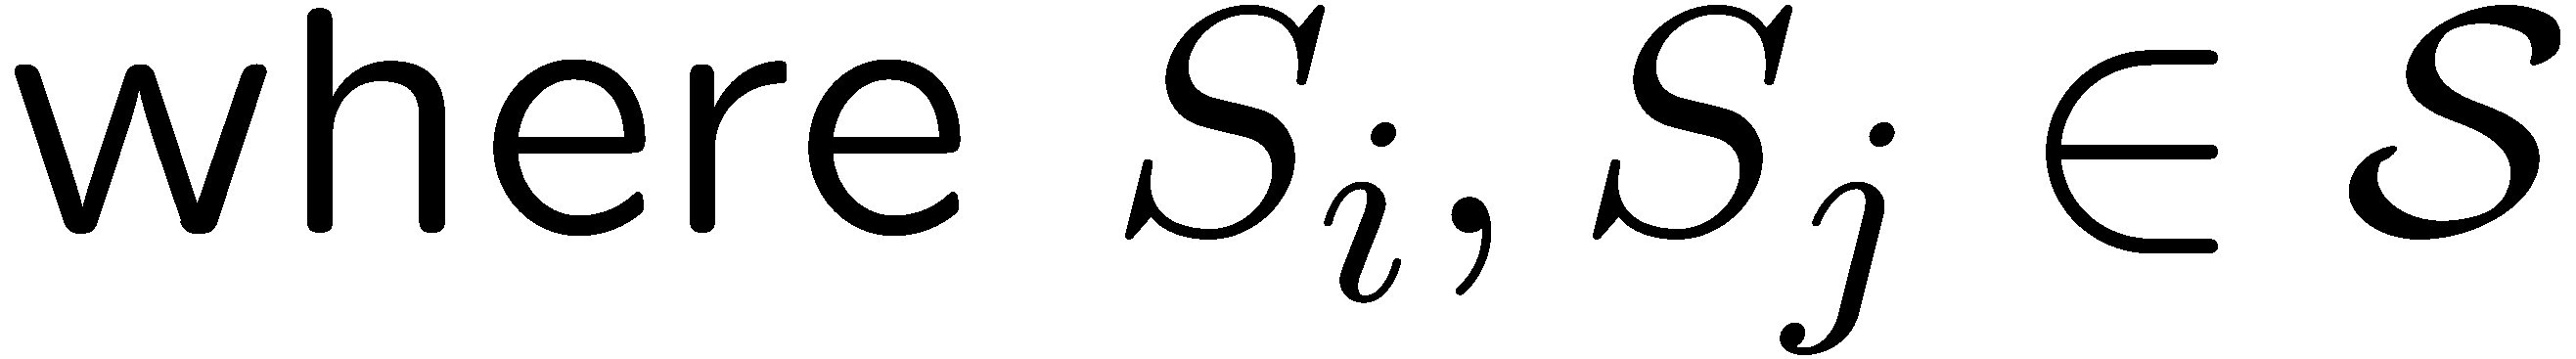 where $S_i, S_j \in \mathcal{S}$